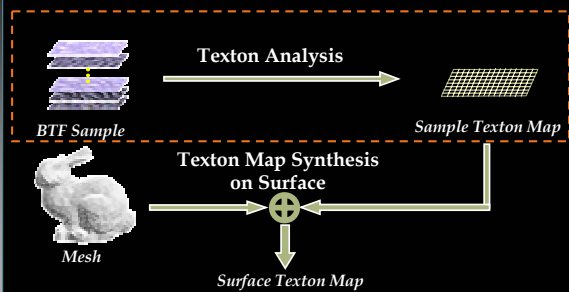 Texton Analysis
BTF Sample
Sample Texton Map
Texton Map Synthesis
on Surface
Mesh
Surface Texton Map